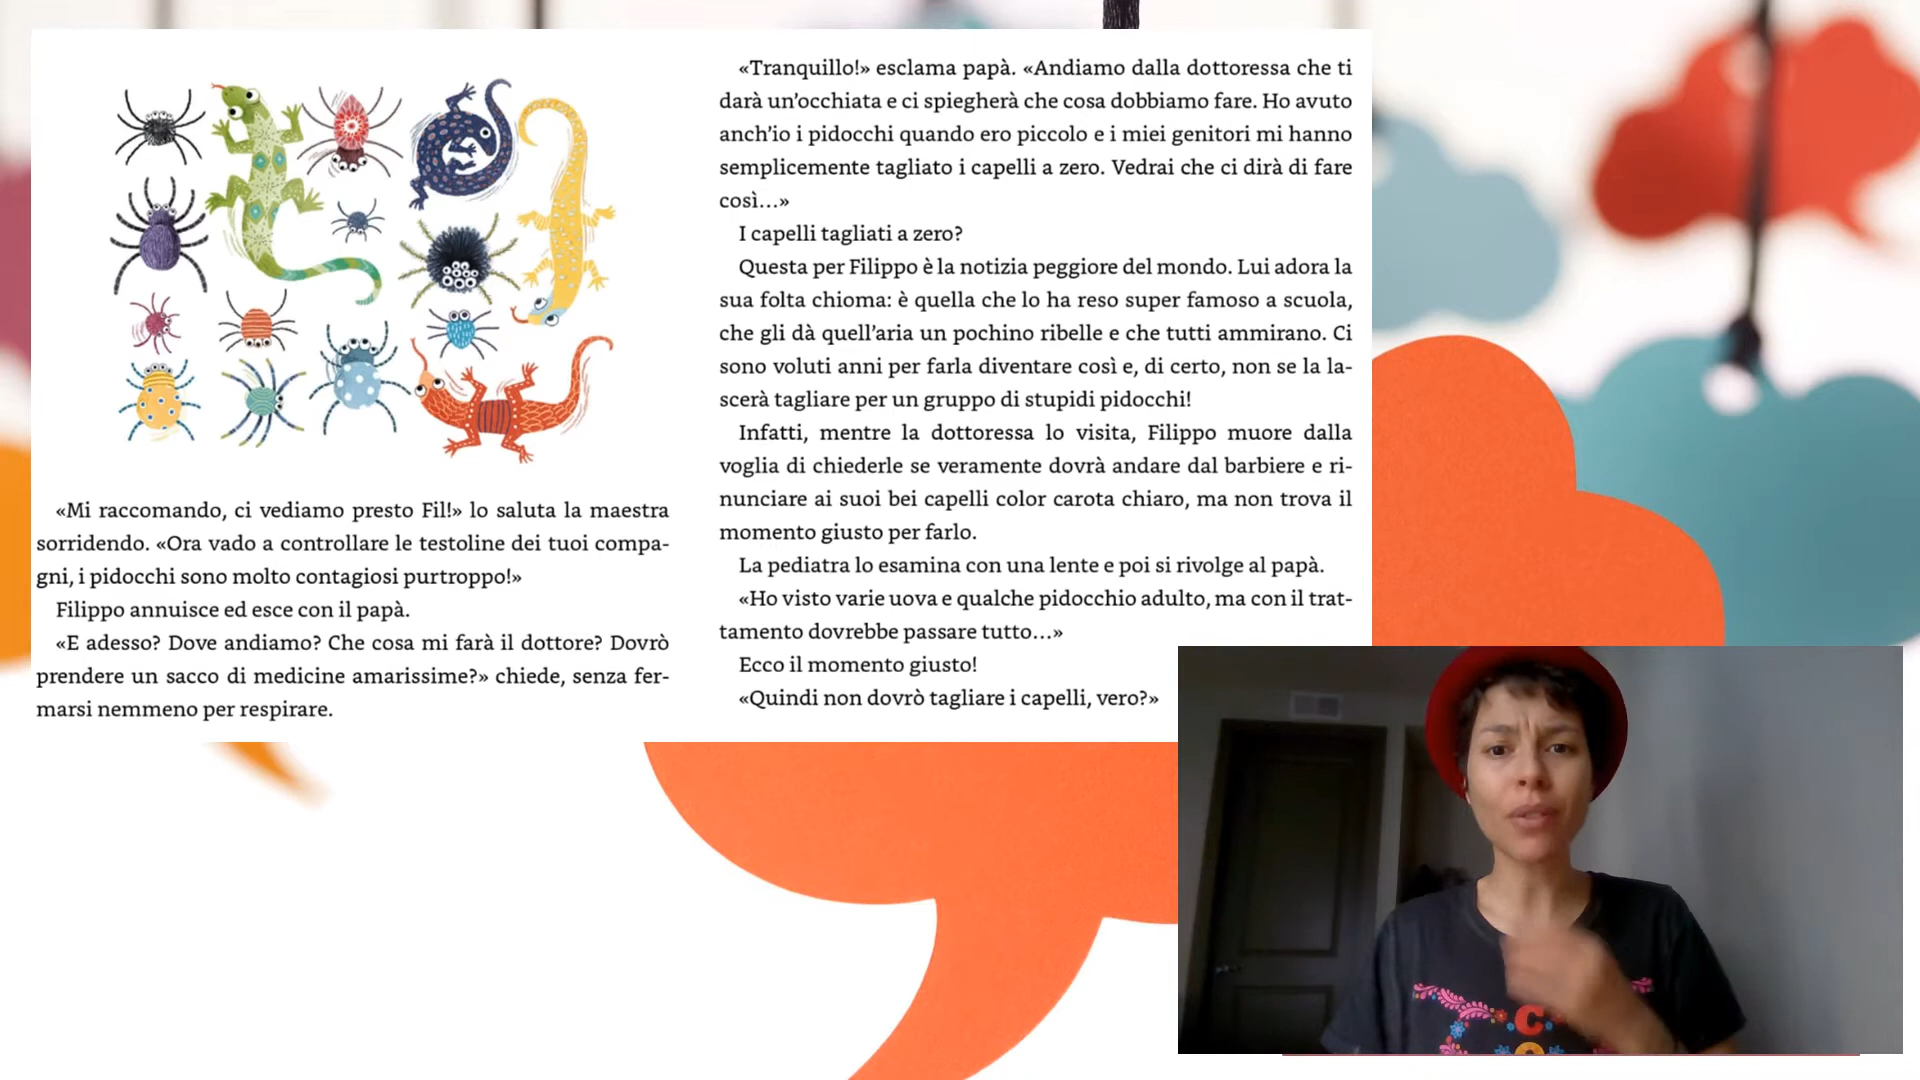 «Mi raccomando, ci vediamo presto Fil!» lo saluta la maestra
sorridendo. «Ora vado a controllare le testoline dei tuoi compa-
gni, i pidocchi sono molto contagiosi purtroppo!»
Filippo annuisce ed esce con il papà.
«E adesso? Dove andiamo? Che cosa mi farà il dottore? Dovrò
prendere un sacco di medicine amarissime?» chiede, senza fer-
marsi nemmeno per respirare.
«Tranquillo!» esclama papà. «Andiamo dalla dottoressa che ti
darà un'occhiata e ci spiegherà che cosa dobbiamo fare. Ho avuto
anch'io i pidocchi quando ero piccolo e i miei genitori mi hanno
semplicemente tagliato i capelli a zero. Vedrai che ci dirà di fare
così...»
I capelli tagliati a zero?
Questa per Filippo è la notizia peggiore del mondo. Lui adora la
sua folta chioma: è quella che lo ha reso super famoso a scuola,
che gli dà quell'aria un pochino ribelle e che tutti ammirano. Ci
sono voluti anni per farla diventare così e, di certo, non se la la-
scerà tagliare per un gruppo di stupidi pidocchi!
Infatti, mentre la dottoressa lo visita, Filippo muore dalla
voglia di chiederle se veramente dovrà andare dal barbiere e ri-
nunciare ai suoi bei capelli color carota chiaro, ma non trova il
momento giusto per farlo.
La pediatra lo esamina con una lente e poi si rivolge al papà.
«Ho visto varie uova e qualche pidocchio adulto, ma con il trat-
tamento dovrebbe passare tutto...»
Ecco il momento giusto!
«Quindi non dovrò tagliare i capelli, vero?»
C